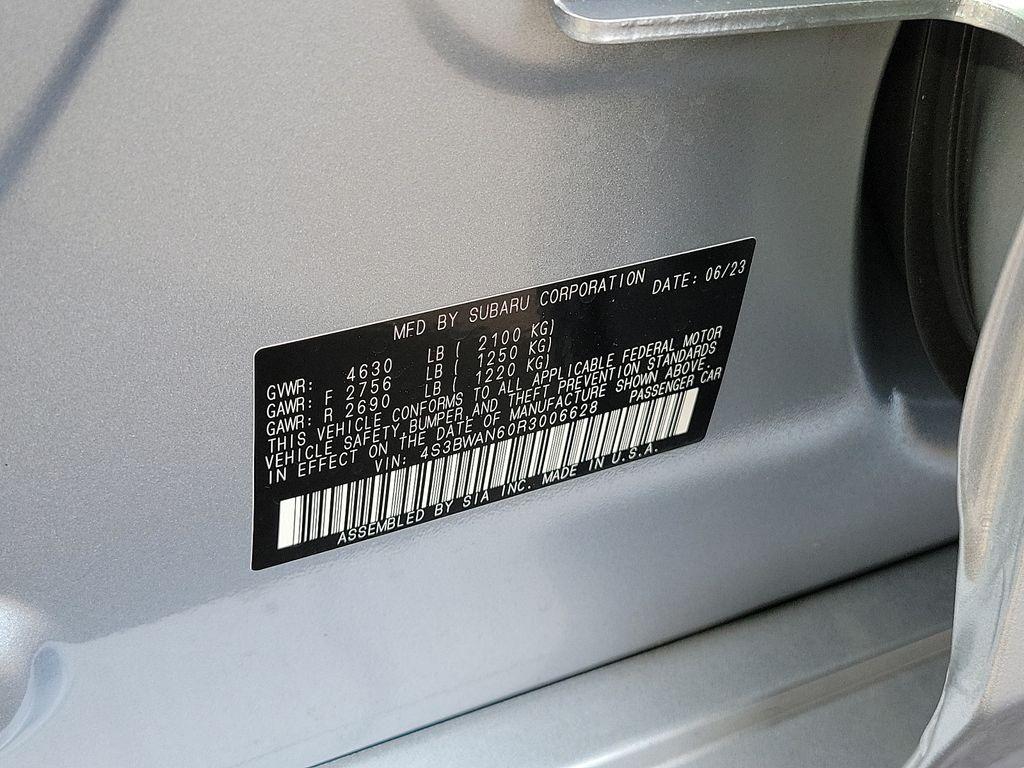 MFD BY SUBARU CORPORATION DATE: 06/23
GVWR: 4630 LB ( 2100 KG)
GAWR: F 2756 LB ( 1250 KG)
GAWR: R 2690 LB ( 1220 KG)
THIS VEHICLE CONFORMS TO ALL APPLICABLE FEDERAL MOTOR
VEHICLE SAFETY,BUMPER,AND THEFT PREVENTION STANDARDS
IN EFFECT ON THE DATE OF MANUFACTURE SHOWN ABOVE.
VIN: 4S3BWAN60R3006628 PASSENGER CAR
ASSEMBLED BY SIA INC. MADE IN U.S.A.